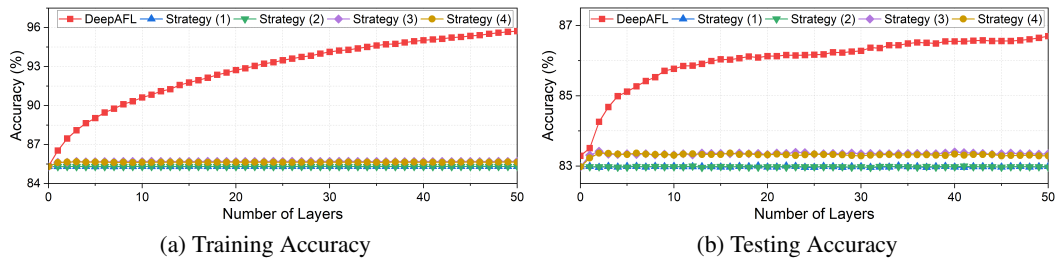 DeepAFL Strategy (1) Strategy (2) Strategy (3) Strategy (4)
96
93
90
87
84
Accuracy (%)
0 10 20 30 40 50
Number of Layers
(a) Training Accuracy
DeepAFL Strategy (1) Strategy (2) Strategy (3) Strategy (4)
87
85
83
Accuracy (%)
0 10 20 30 40 50
Number of Layers
(b) Testing Accuracy